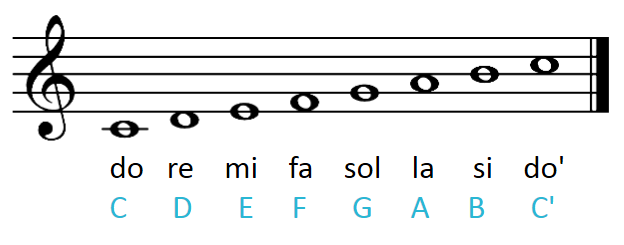 do re mi fa sol la si do'
C D E F G A B C'